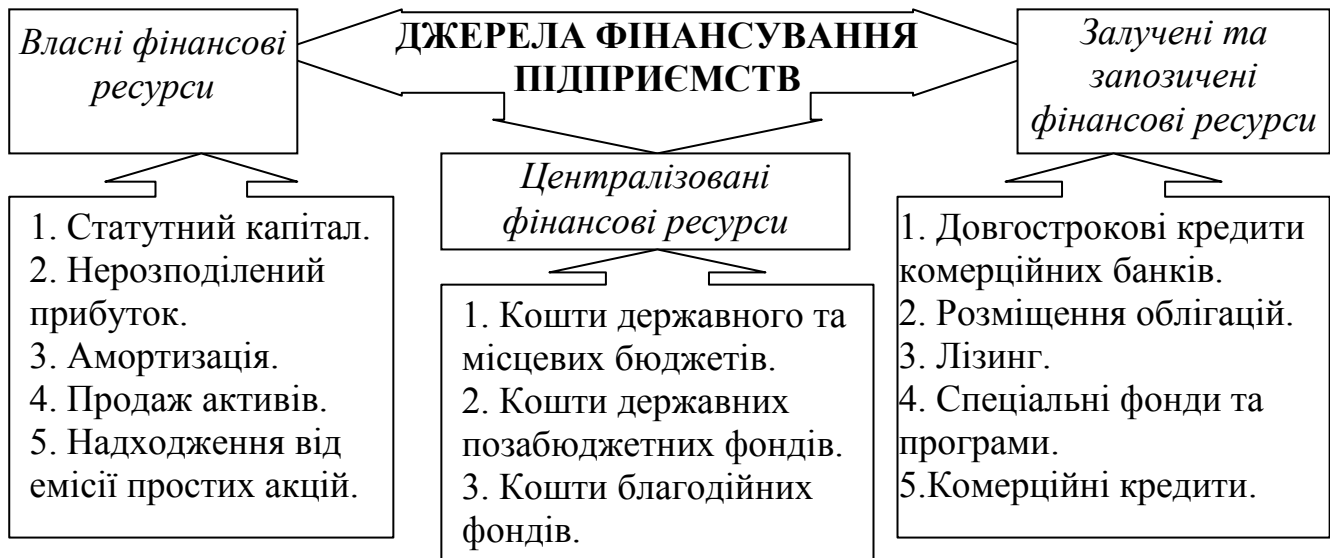 ДЖЕРЕЛА ФІНАНСУВАННЯ
ПІДПРИЄМСТВ
Власні фінансові
ресурси
Централізовані
фінансові ресурси
Залучені та
запозичені
фінансові ресурси
1. Статутний капітал.
2. Нерозподілений
прибуток.
3. Амортизація.
4. Продаж активів.
5. Надходження від
емісії простих акцій.
1. Кошти державного та
місцевих бюджетів.
2. Кошти державних
позабюджетних фондів.
3. Кошти благодійних
фондів.
1. Довгострокові кредити
комерційних банків.
2. Розміщення облігацій.
3. Лізинг.
4. Спеціальні фонди та
програми.
5.Комерційні кредити.